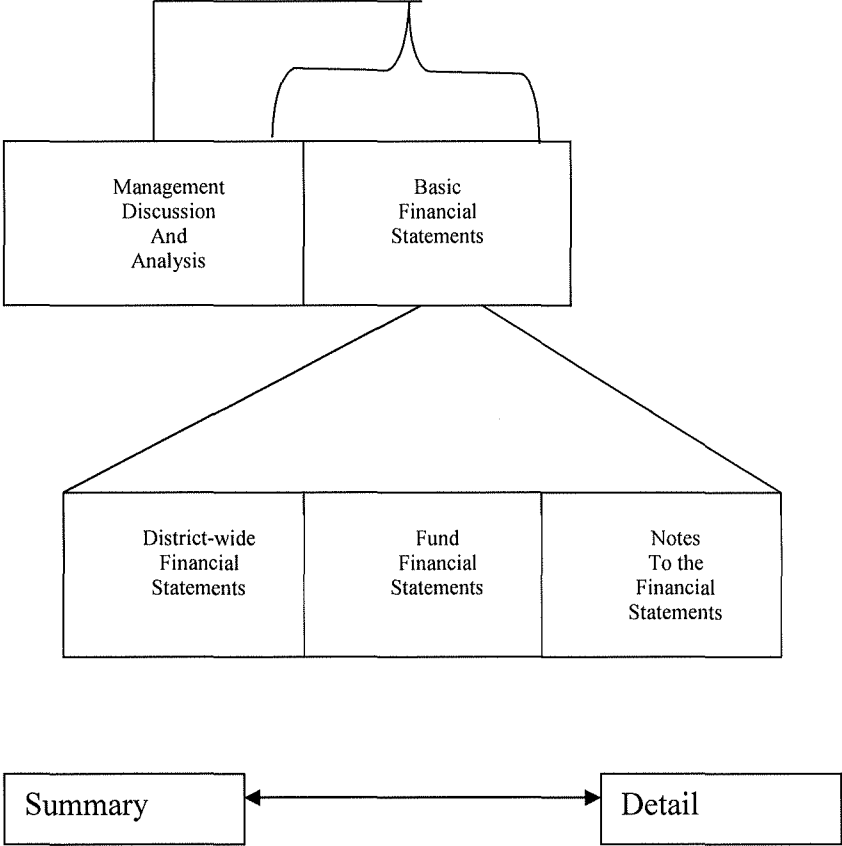 Management
Discussion
And
Analysis
Basic
Financial
Statements
District-wide
Financial
Statements
Fund
Financial
Statements
Notes
To the
Financial
Statements
Summary
Detail